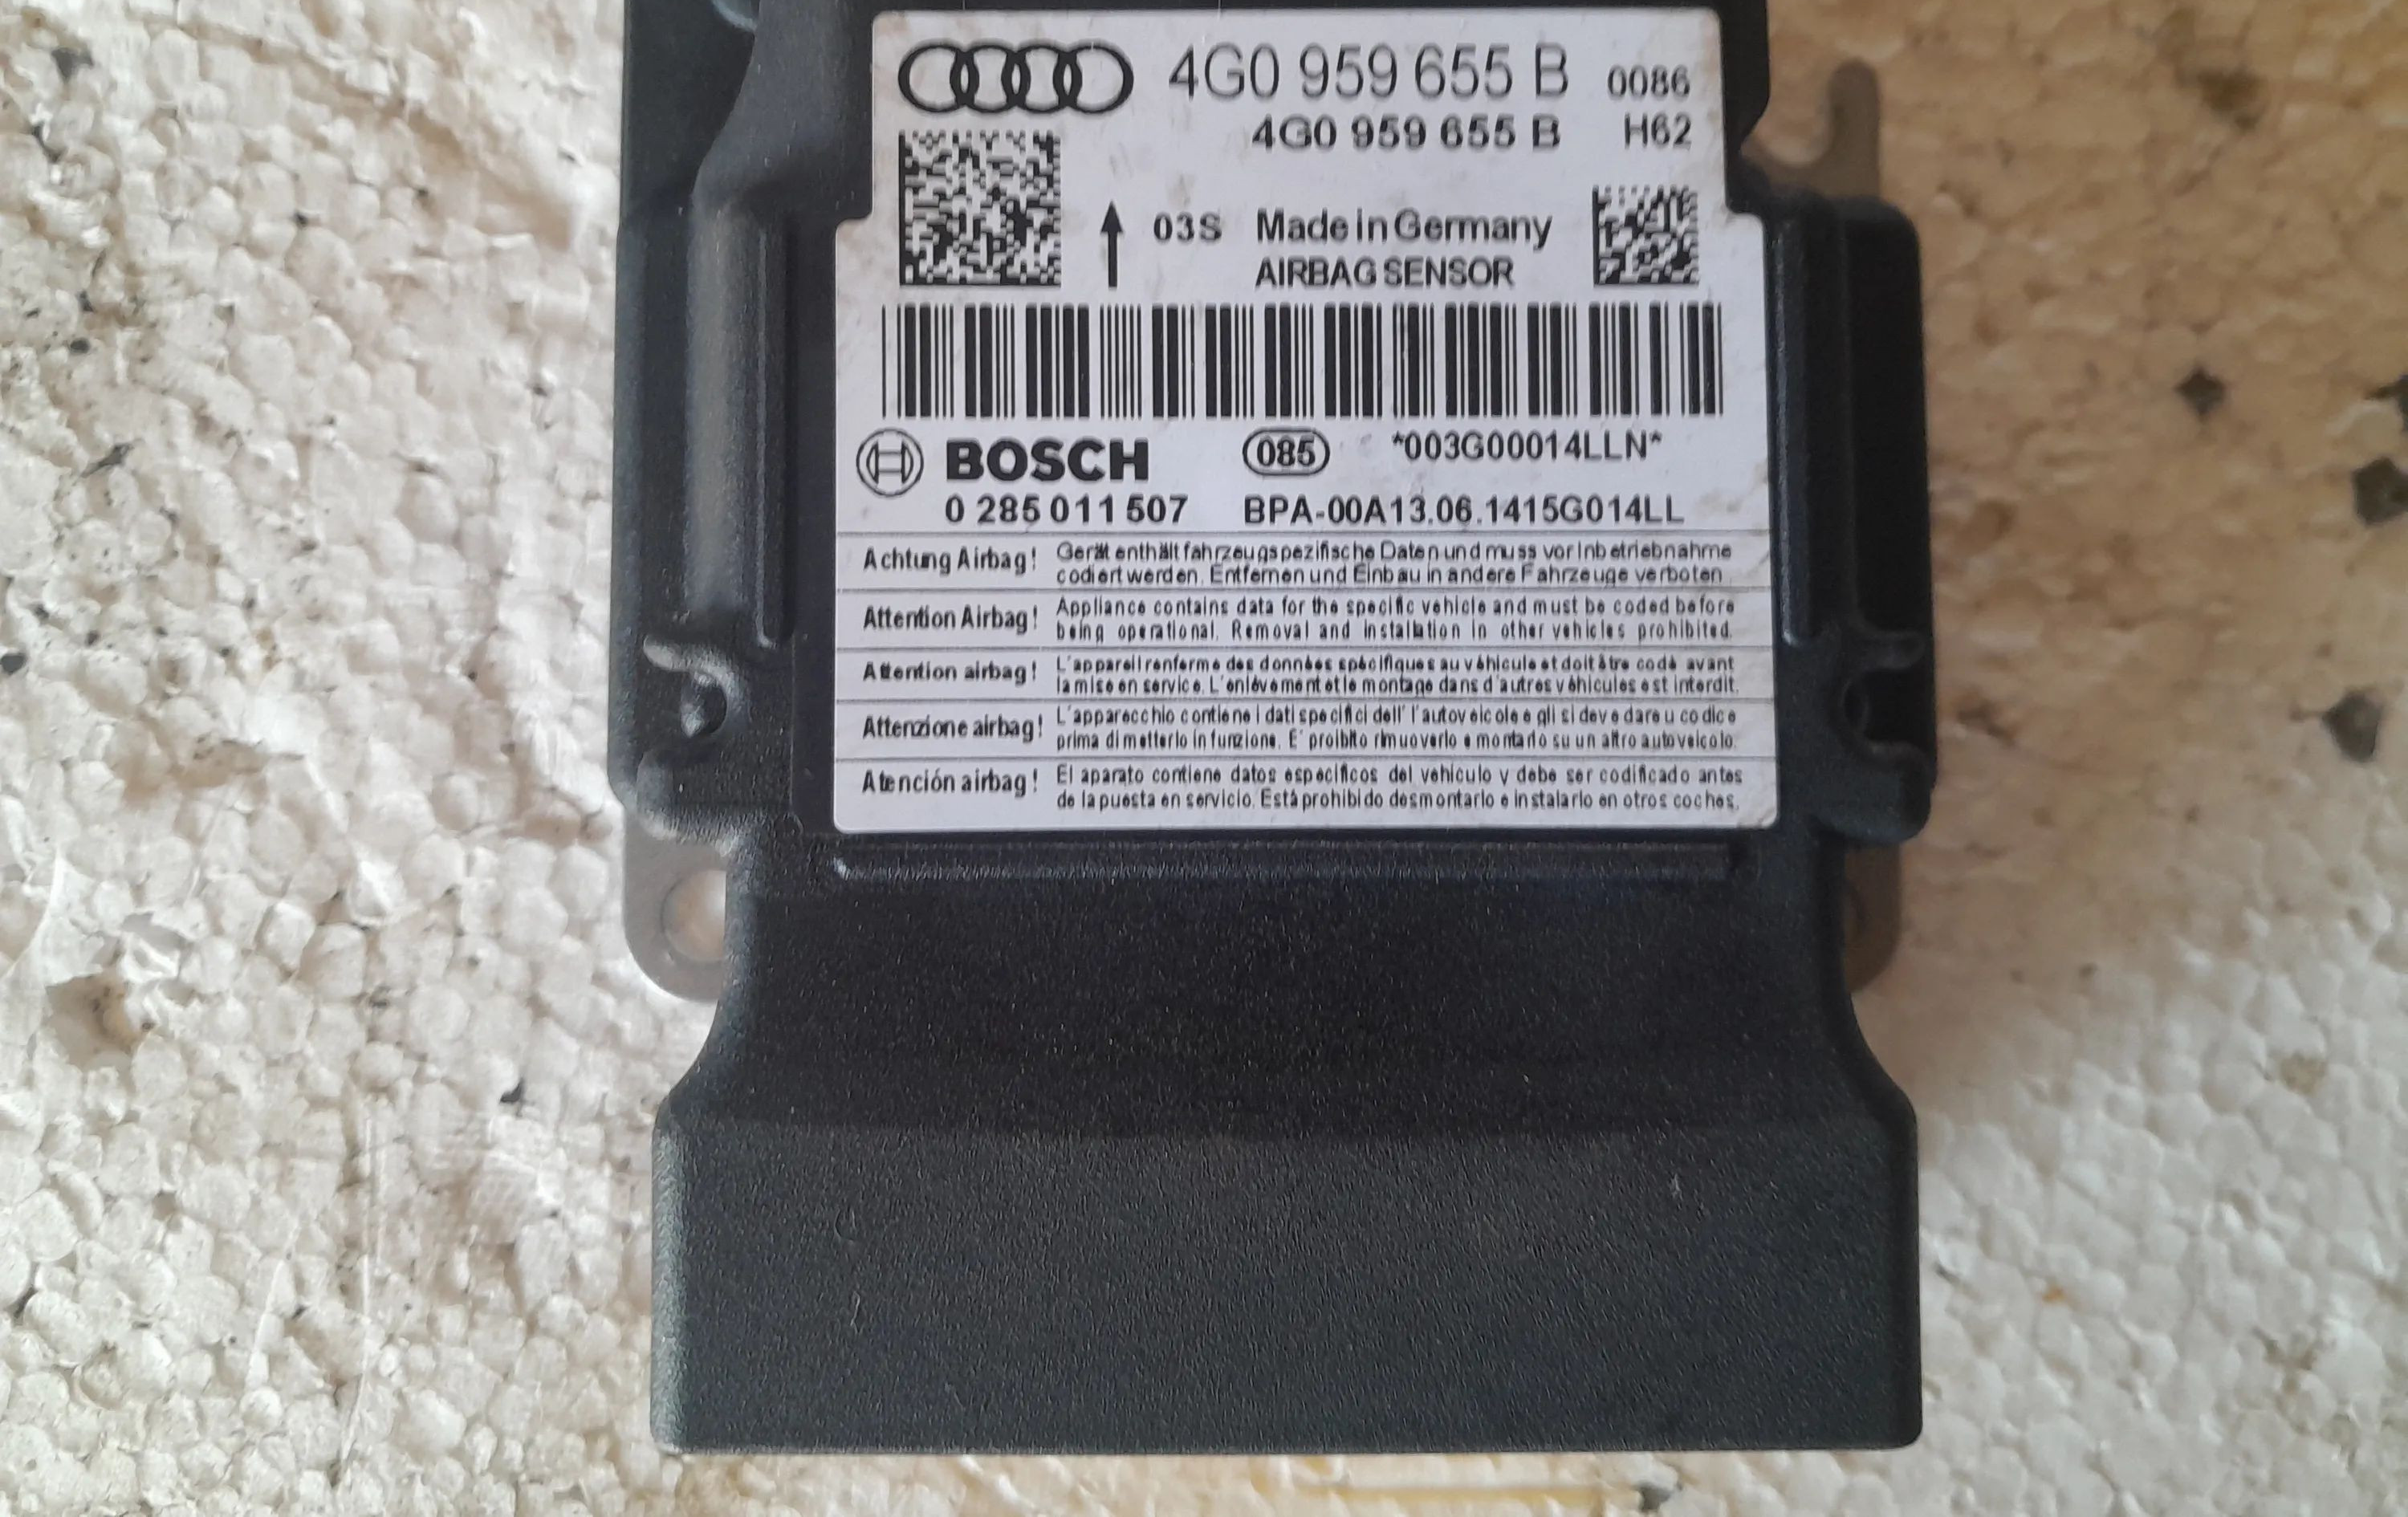 4G0 959 655 B 0086
4G0 959 655 B H62
03S Made in Germany
AIRBAG SENSOR
BOSCH 085 *003G00014LLN*
0 285 011 507 BPA-00A13.06.1415G014LL
Achtung Airbag! Gerät enthält fahrzeugspezifische Daten und muss vor Inbetriebnahme
codiert werden. Entfernen und Einbau in andere Fahrzeuge verboten.
Attention Airbag! Appliance contains data for the specific vehicle and must be coded before
being operational. Removal and installation in other vehicles prohibited.
Attention airbag! L'appareil renferme des données spécifiques au véhicule et doit être codé avant
la mise en service. L'enlévement et le montage dans d'autres véhicules est interdit.
Attenzione airbag! L'apparecchio contiene i dati specifici dell' l'autoveicolo e gli si deve dare u codice
prima di metterlo in funzione. E' proibito rimuoverlo e montarlo su un altro autoveicolo.
Atención airbag! El aparato contiene datos especificos del vehiculo y debe ser codificado antes
de la puesta en servicio. Está prohibido desmontarlo e instalarlo en otros coches.